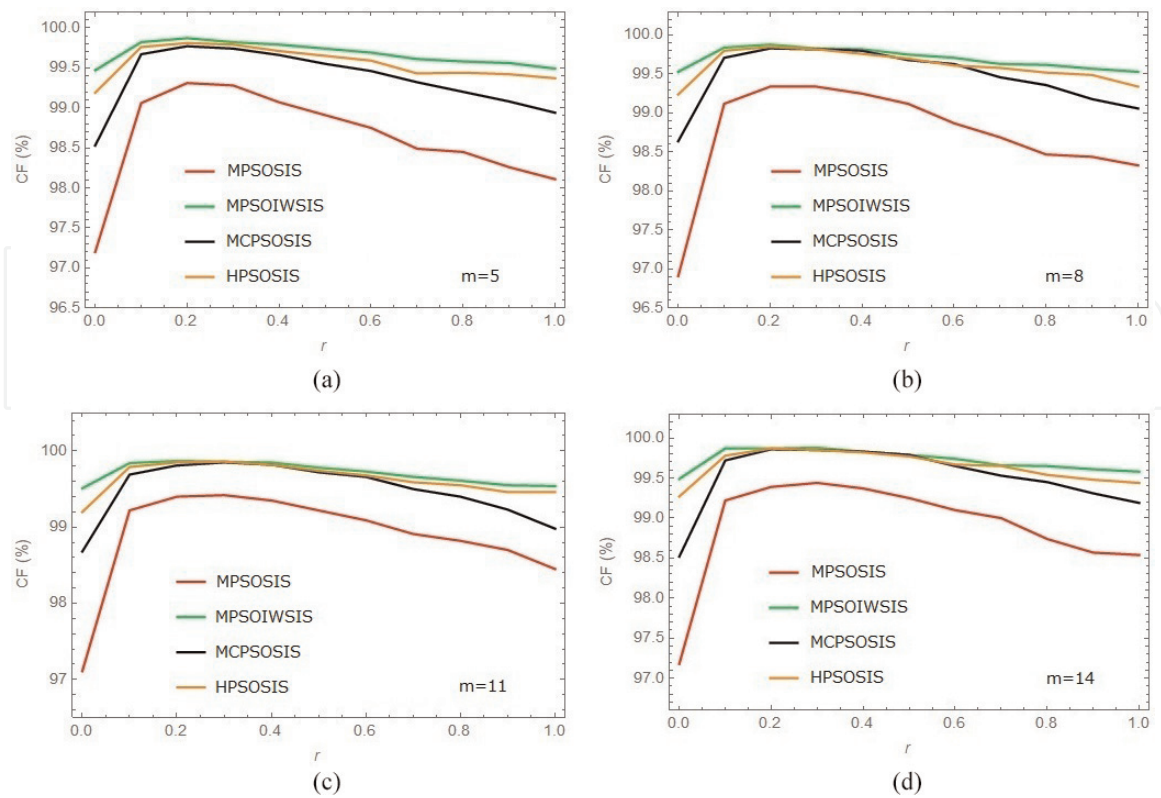 100.0
99.5
99.0
98.5
98.0
97.5
97.0
96.5
CF (%)
MPSOSIS
MPSOIWSIS
MCPSOSIS
HPSOSIS
m=5
0.0 0.2 0.4 0.6 0.8 1.0
r
(a)
100.0
99.5
99.0
98.5
98.0
97.5
97.0
96.5
CF (%)
MPSOSIS
MPSOIWSIS
MCPSOSIS
HPSOSIS
m=8
0.0 0.2 0.4 0.6 0.8 1.0
r
(b)
100
99
98
97
CF (%)
MPSOSIS
MPSOIWSIS
MCPSOSIS
HPSOSIS
m=11
0.0 0.2 0.4 0.6 0.8 1.0
r
(c)
100.0
99.5
99.0
98.5
98.0
97.5
97.0
CF (%)
MPSOSIS
MPSOIWSIS
MCPSOSIS
HPSOSIS
m=14
0.0 0.2 0.4 0.6 0.8 1.0
r
(d)